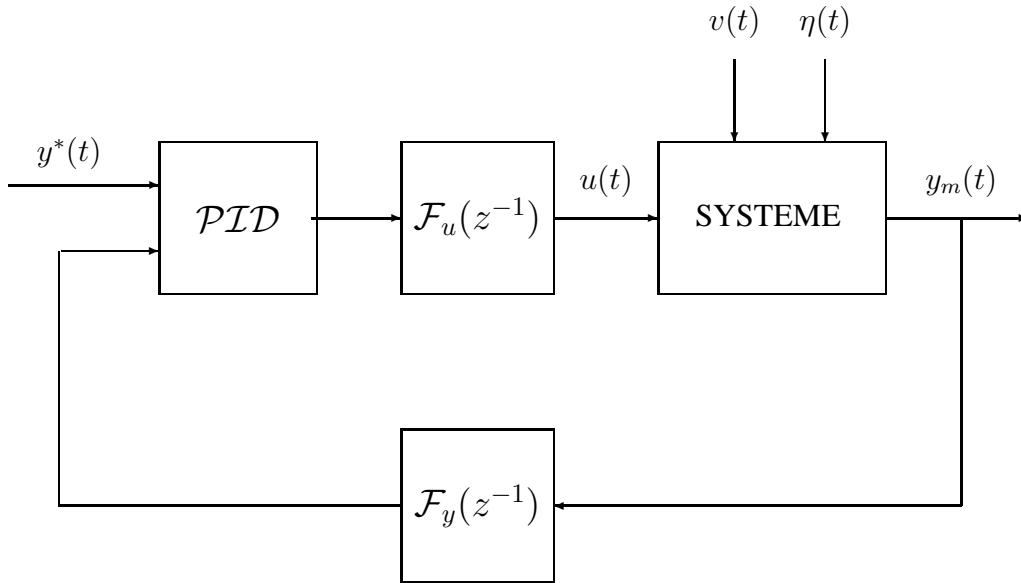 v(t) η(t)
y*(t)
PID
F_u(z⁻¹)
u(t)
SYSTEME
y_m(t)
F_y(z⁻¹)